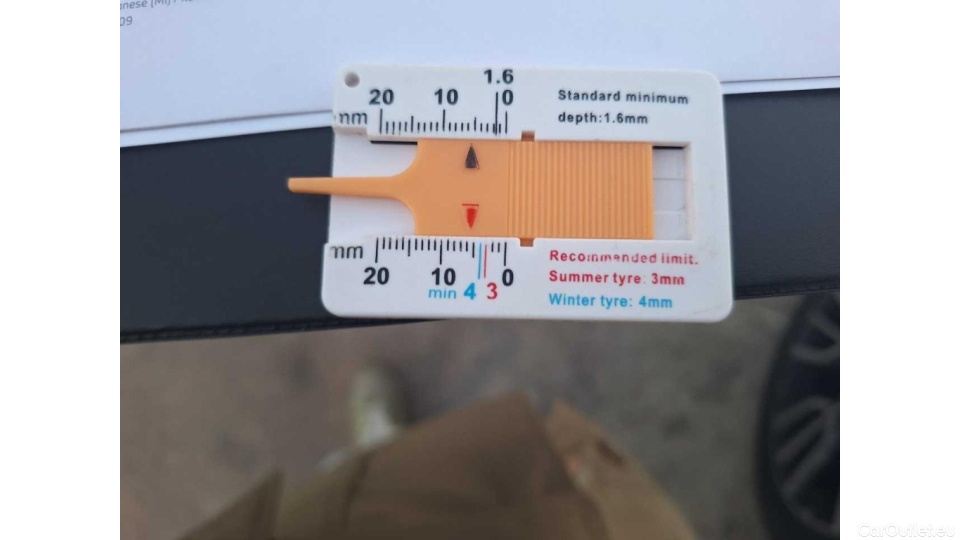 09
1.6
20 10 0
mm
Standard minimum
depth:1.6mm
mm
20 10 0
min 4 3
Recommended limit.
Summer tyre: 3mm
Winter tyre: 4mm
CarOutlet.eu